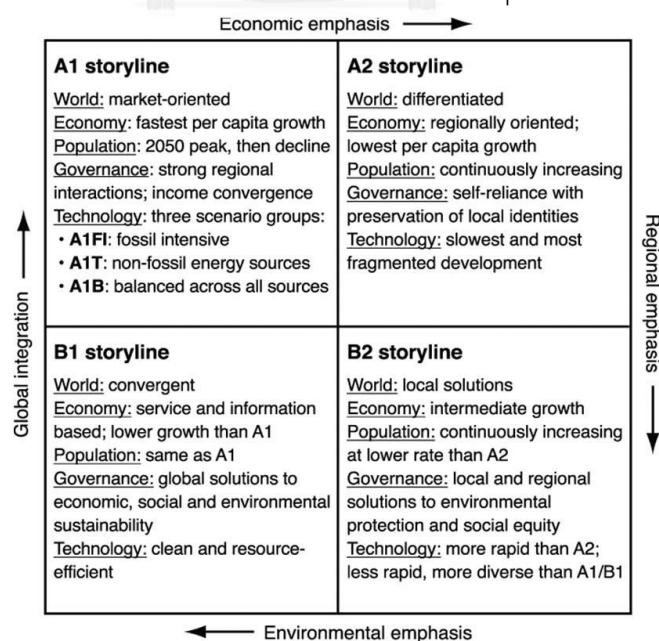 Economic emphasis
A1 storyline
World: market-oriented
Economy: fastest per capita growth
Population: 2050 peak, then decline
Governance: strong regional
interactions; income convergence
Technology: three scenario groups:
• A1FI: fossil intensive
• A1T: non-fossil energy sources
• A1B: balanced across all sources
A2 storyline
World: differentiated
Economy: regionally oriented;
lowest per capita growth
Population: continuously increasing
Governance: self-reliance with
preservation of local identities
Technology: slowest and most
fragmented development
Global integration
Regional emphasis
B1 storyline
World: convergent
Economy: service and information
based; lower growth than A1
Population: same as A1
Governance: global solutions to
economic, social and environmental
sustainability
Technology: clean and resource-
efficient
B2 storyline
World: local solutions
Economy: intermediate growth
Population: continuously increasing
at lower rate than A2
Governance: local and regional
solutions to environmental
protection and social equity
Technology: more rapid than A2;
less rapid, more diverse than A1/B1
Environmental emphasis